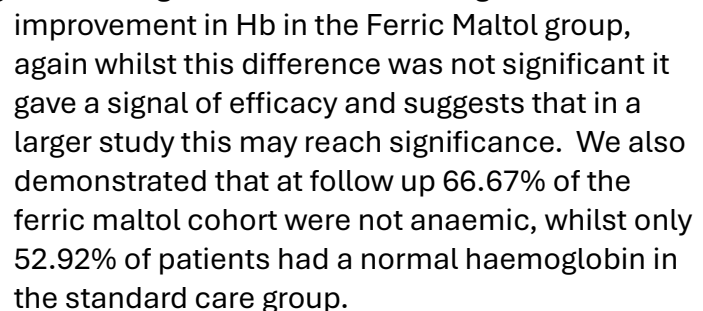 improvement in Hb in the Ferric Maltol group,
again whilst this difference was not significant it
gave a signal of efficacy and suggests that in a
larger study this may reach significance.  We also
demonstrated that at follow up 66.67% of the
ferric maltol cohort were not anaemic, whilst only
52.92% of patients had a normal haemoglobin in
the standard care group.